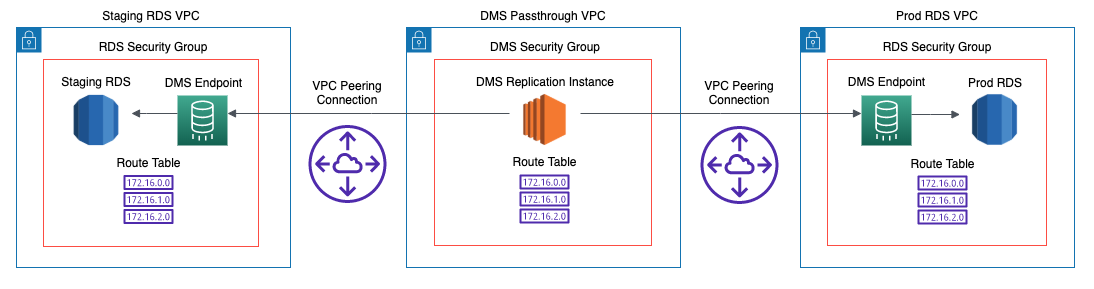 Staging RDS VPC
RDS Security Group
Staging RDS
DMS Endpoint
Route Table
172.16.0.0
172.16.1.0
172.16.2.0
VPC Peering
Connection
DMS Passthrough VPC
DMS Security Group
DMS Replication Instance
Route Table
172.16.0.0
172.16.1.0
172.16.2.0
VPC Peering
Connection
Prod RDS VPC
RDS Security Group
DMS Endpoint
Prod RDS
Route Table
172.16.0.0
172.16.1.0
172.16.2.0